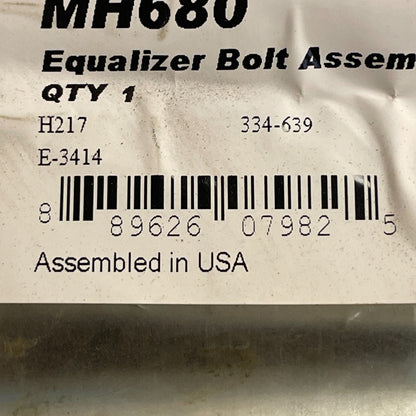 MH680
Equalizer Bolt Assem
QTY 1
H217 334-639
E-3414
8 89626 07982 5
Assembled in USA